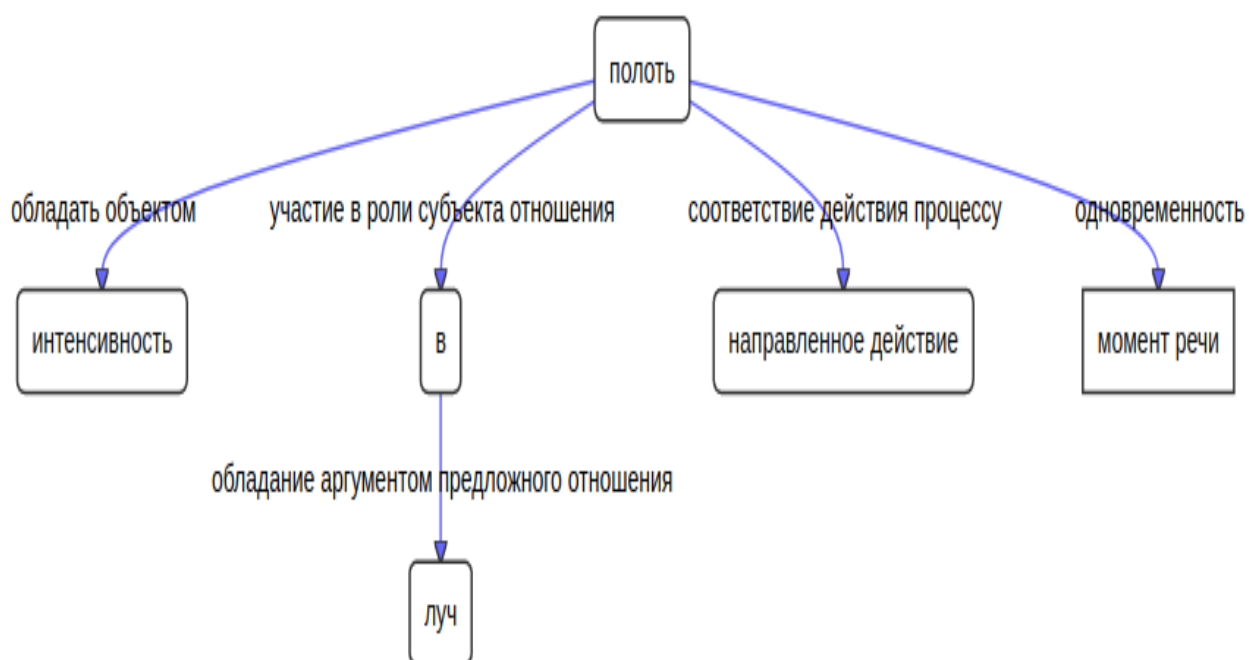 полоть
обладать объектом
участие в роли субъекта отношения
соответствие действия процессу
одновременность
интенсивность
в
направленное действие
момент речи
обладание аргументом предложного отношения
луч